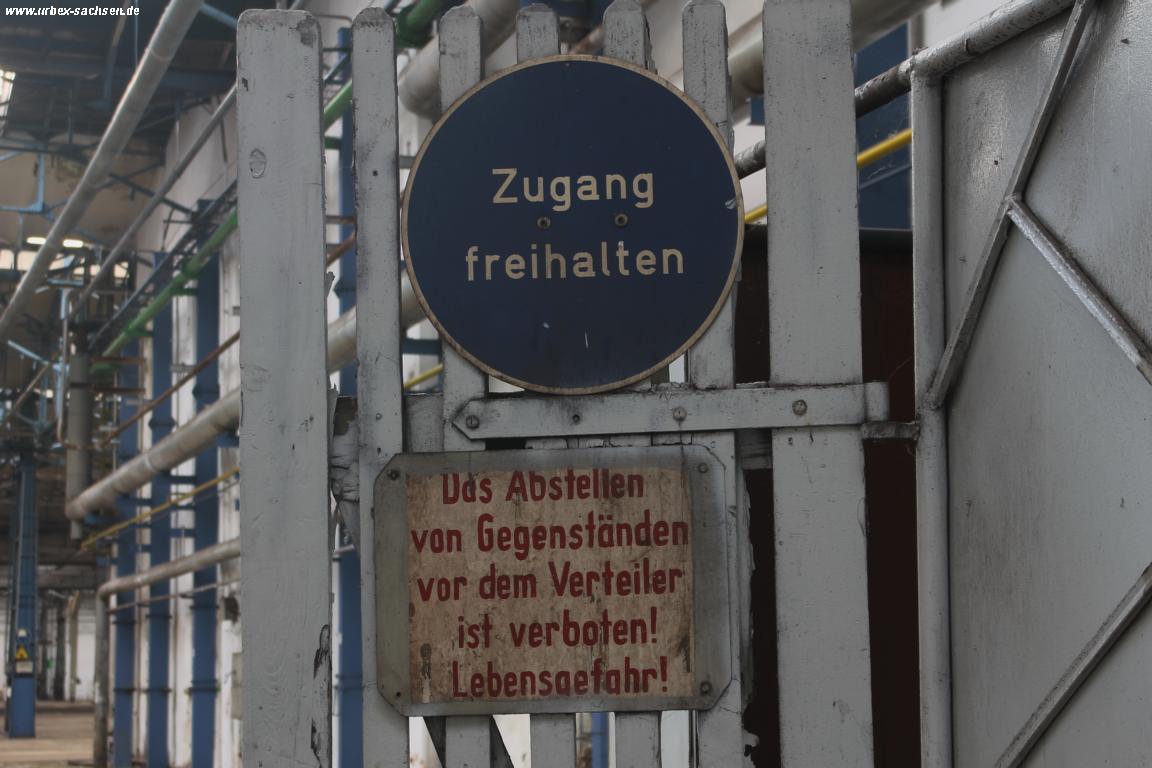 www.urbex-sachsen.de
Zugang
freihalten
Das Abstellen
von Gegenständen
vor dem Verteiler
ist verboten!
Lebensgefahr!